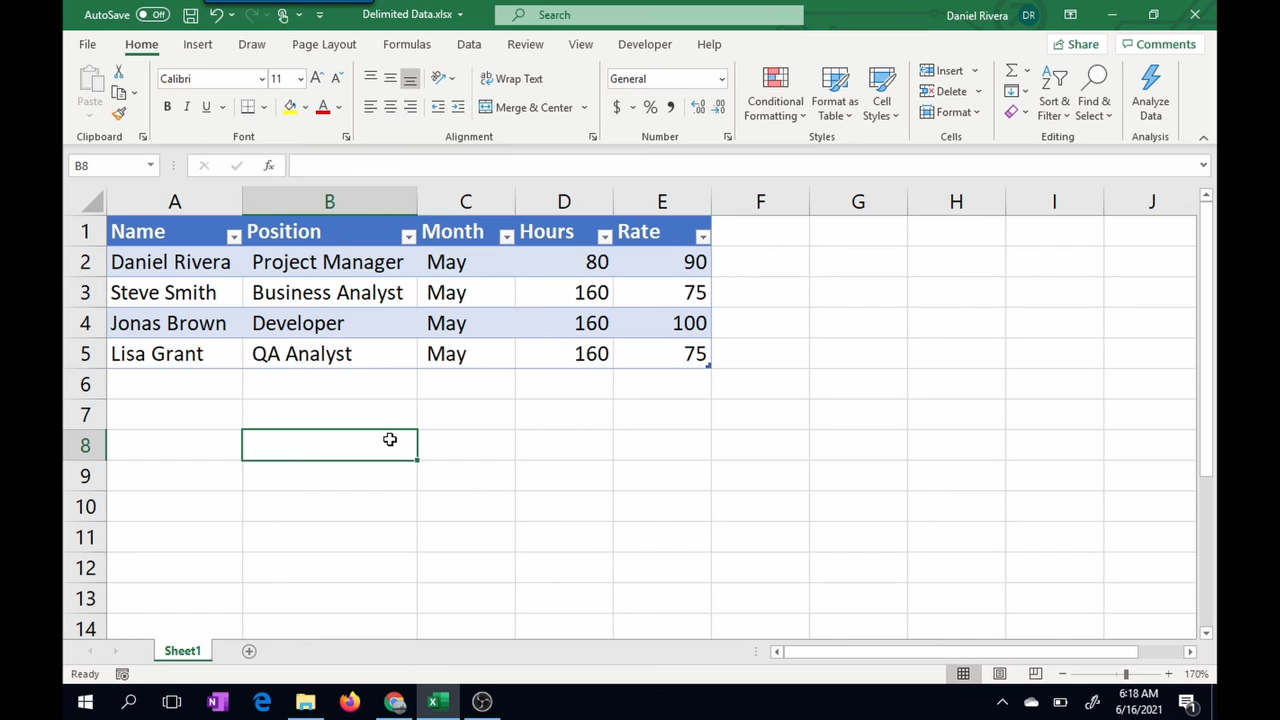 AutoSave Off Delimited Data.xlsx Search Daniel Rivera DR
File Home Insert Draw Page Layout Formulas Data Review View Developer Help Share Comments
Paste Calibri 11 A A ab Wrap Text General Conditional Formatting Format as Table Cell Styles Insert Sort & Filter Find & Select Analyze Data
B I U A Merge & Center $ % Delete
Format
Clipboard Font Alignment Number Styles Cells Editing Analysis
B8 fx
A B C D E F G H I J
1 Name Position Month Hours Rate
2 Daniel Rivera Project Manager May 80 90
3 Steve Smith Business Analyst May 160 75
4 Jonas Brown Developer May 160 100
5 Lisa Grant QA Analyst May 160 75
6
7
8
9
10
11
12
13
14
Sheet1
Ready 170%
6:18 AM
6/16/2021 1